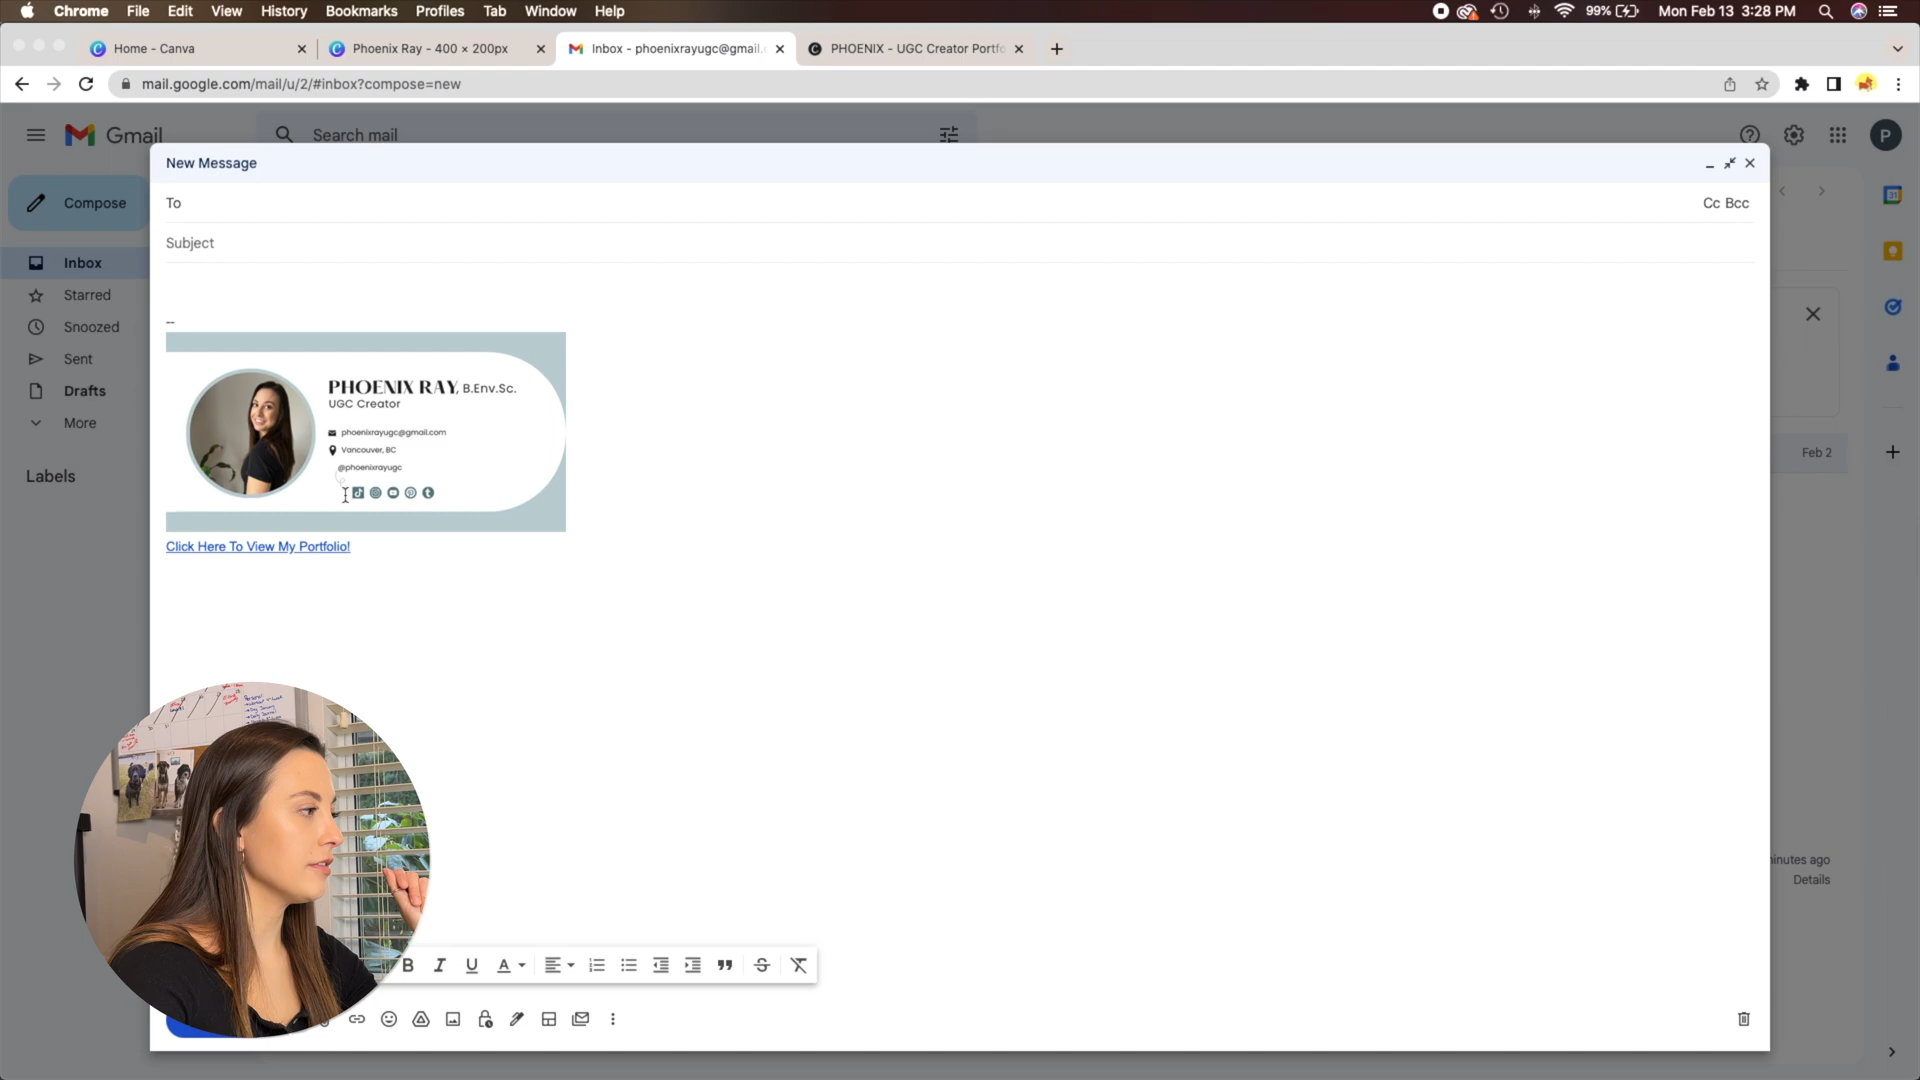 Chrome File Edit View History Bookmarks Profiles Tab Window Help
99% Mon Feb 13 3:28 PM
Home - Canva
Phoenix Ray - 400 × 200px
Inbox - phoenixrayugc@gmail.
PHOENIX - UGC Creator Portfo
mail.google.com/mail/u/2/#inbox?compose=new
Gmail
Search mail
P
New Message
Compose
To
Cc Bcc
Subject
Inbox
Starred
Snoozed
Sent
Drafts
More
Labels
--
PHOENIX RAY, B.Env.Sc.
UGC Creator
phoenixrayugc@gmail.com
Vancouver, BC
@phoenixrayugc
Click Here To View My Portfolio!
31
Feb 2
minutes ago
Details
B I U A